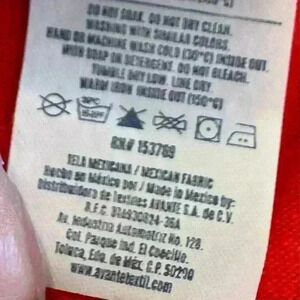 DO NOT SOAK. DO NOT DRY CLEAN.
WASHING WITH SIMILAR COLORS.
HAND OR MACHINE WASH COLD (30°C) INSIDE OUT.
WITH SOAP OR DETERGENT. DO NOT BLEACH.
TUMBLE DRY LOW. LINE DRY.
WARM IRON INSIDE OUT (150°C)
RN# 153769
TELA MEXICANA / MEXICAN FABRIC
Hecho en México por / Made in Mexico by:
Distribuidora de Textiles AVANTE S.A. de C.V.
R.F.C.
Av. Industria Automotriz No. 128.
Col. Parque Ind. El Coecillo.
Toluca, Edo. de Méx. C.P. 50290
www.avantetextil.com